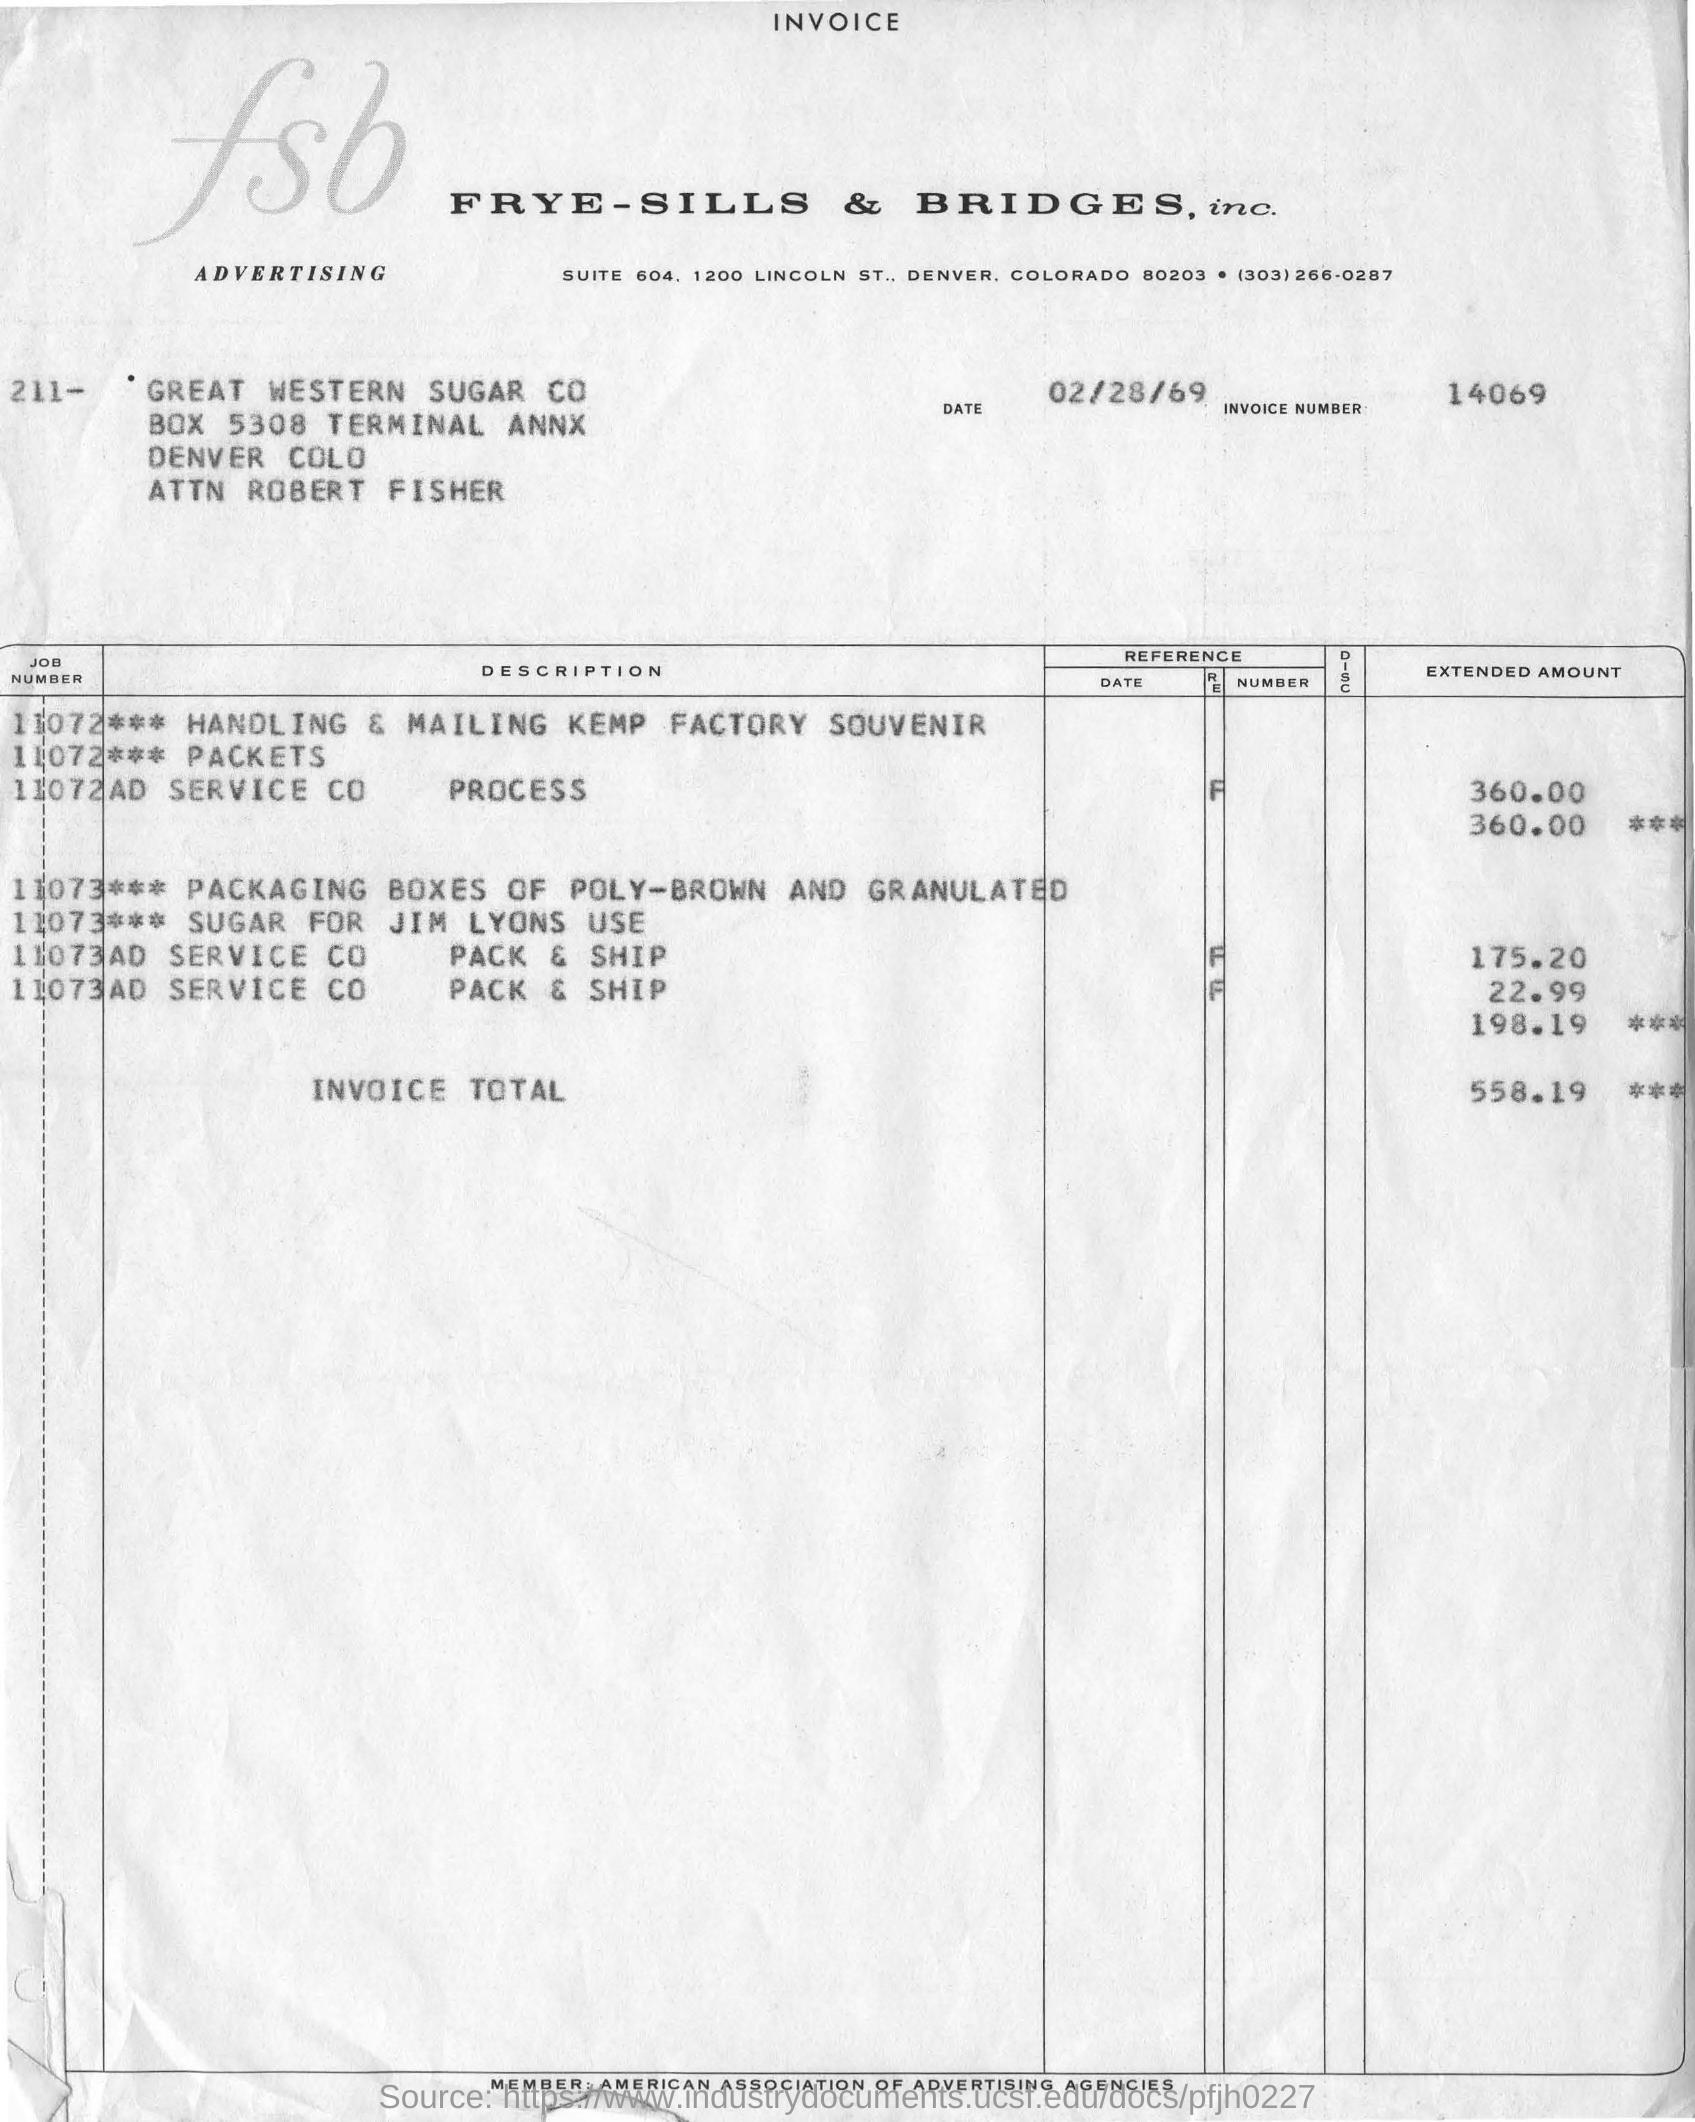 INVOICE
fsb
FRYE-SILLS & BRIDGES, inc.
ADVERTISING SUITE 604, 1200 LINCOLN ST., DENVER, COLORADO 80203 • (303) 266-0287
211- GREAT WESTERN SUGAR CO DATE 02/28/69 INVOICE NUMBER 14069
BOX 5308 TERMINAL ANNX
DENVER COLO
ATTN ROBERT FISHER
JOB NUMBER DESCRIPTION REFERENCE DATE RE NUMBER DISC EXTENDED AMOUNT
11072*** HANDLING & MAILING KEMP FACTORY SOUVENIR
11072*** PACKETS
11072 AD SERVICE CO PROCESS F 360.00
360.00 ***
11073*** PACKAGING BOXES OF POLY-BROWN AND GRANULATED
11073*** SUGAR FOR JIM LYONS USE
11073 AD SERVICE CO PACK & SHIP F 175.20
11073 AD SERVICE CO PACK & SHIP F 22.99
198.19 ***
INVOICE TOTAL 558.19 ***
MEMBER: AMERICAN ASSOCIATION OF ADVERTISING AGENCIES
Source: https://www.industrydocuments.ucsf.edu/docs/pfjh0227